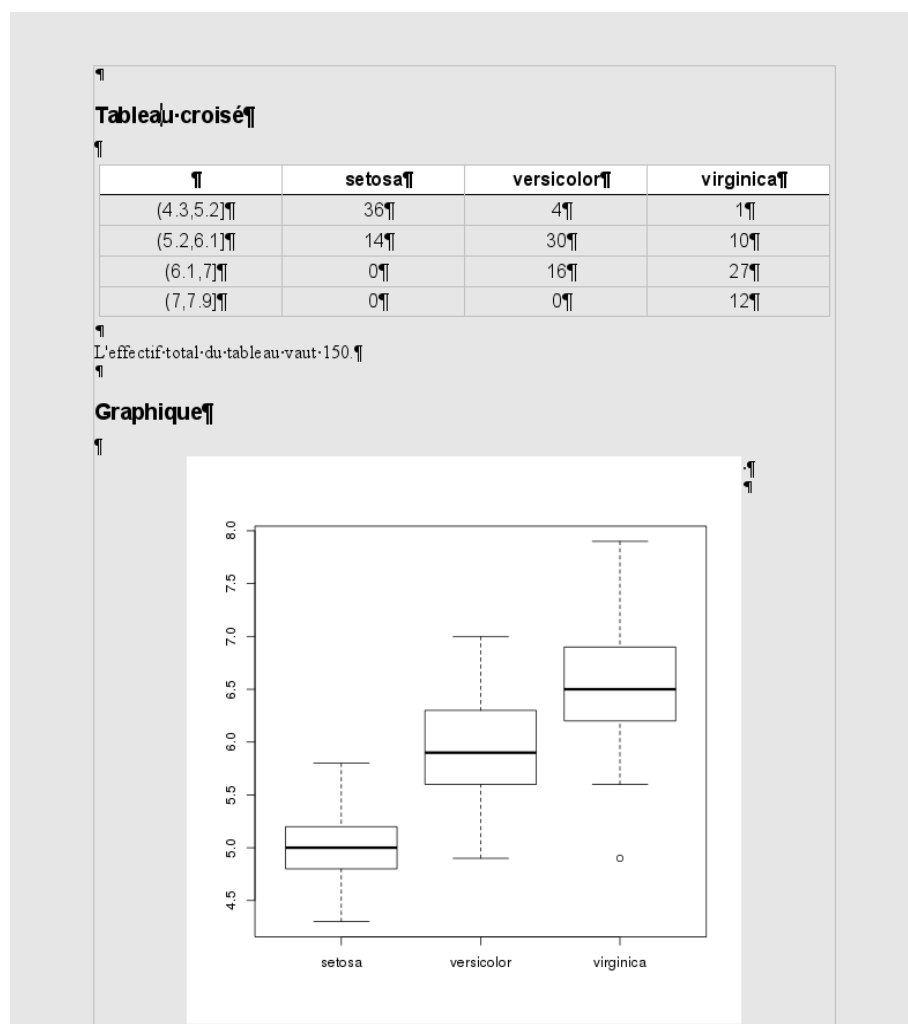 ¶
Tableau·croisé¶
¶
¶ setosa¶ versicolor¶ virginica¶
(4.3,5.2]¶ 36¶ 4¶ 1¶
(5.2,6.1]¶ 14¶ 30¶ 10¶
(6.1,7]¶ 0¶ 16¶ 27¶
(7,7.9]¶ 0¶ 0¶ 12¶
¶
L'effectif·total·du·tableau·vaut·150.¶
¶
Graphique¶
¶
·¶
¶
8.0
7.5
7.0
6.5
6.0
5.5
5.0
4.5
setosa versicolor virginica